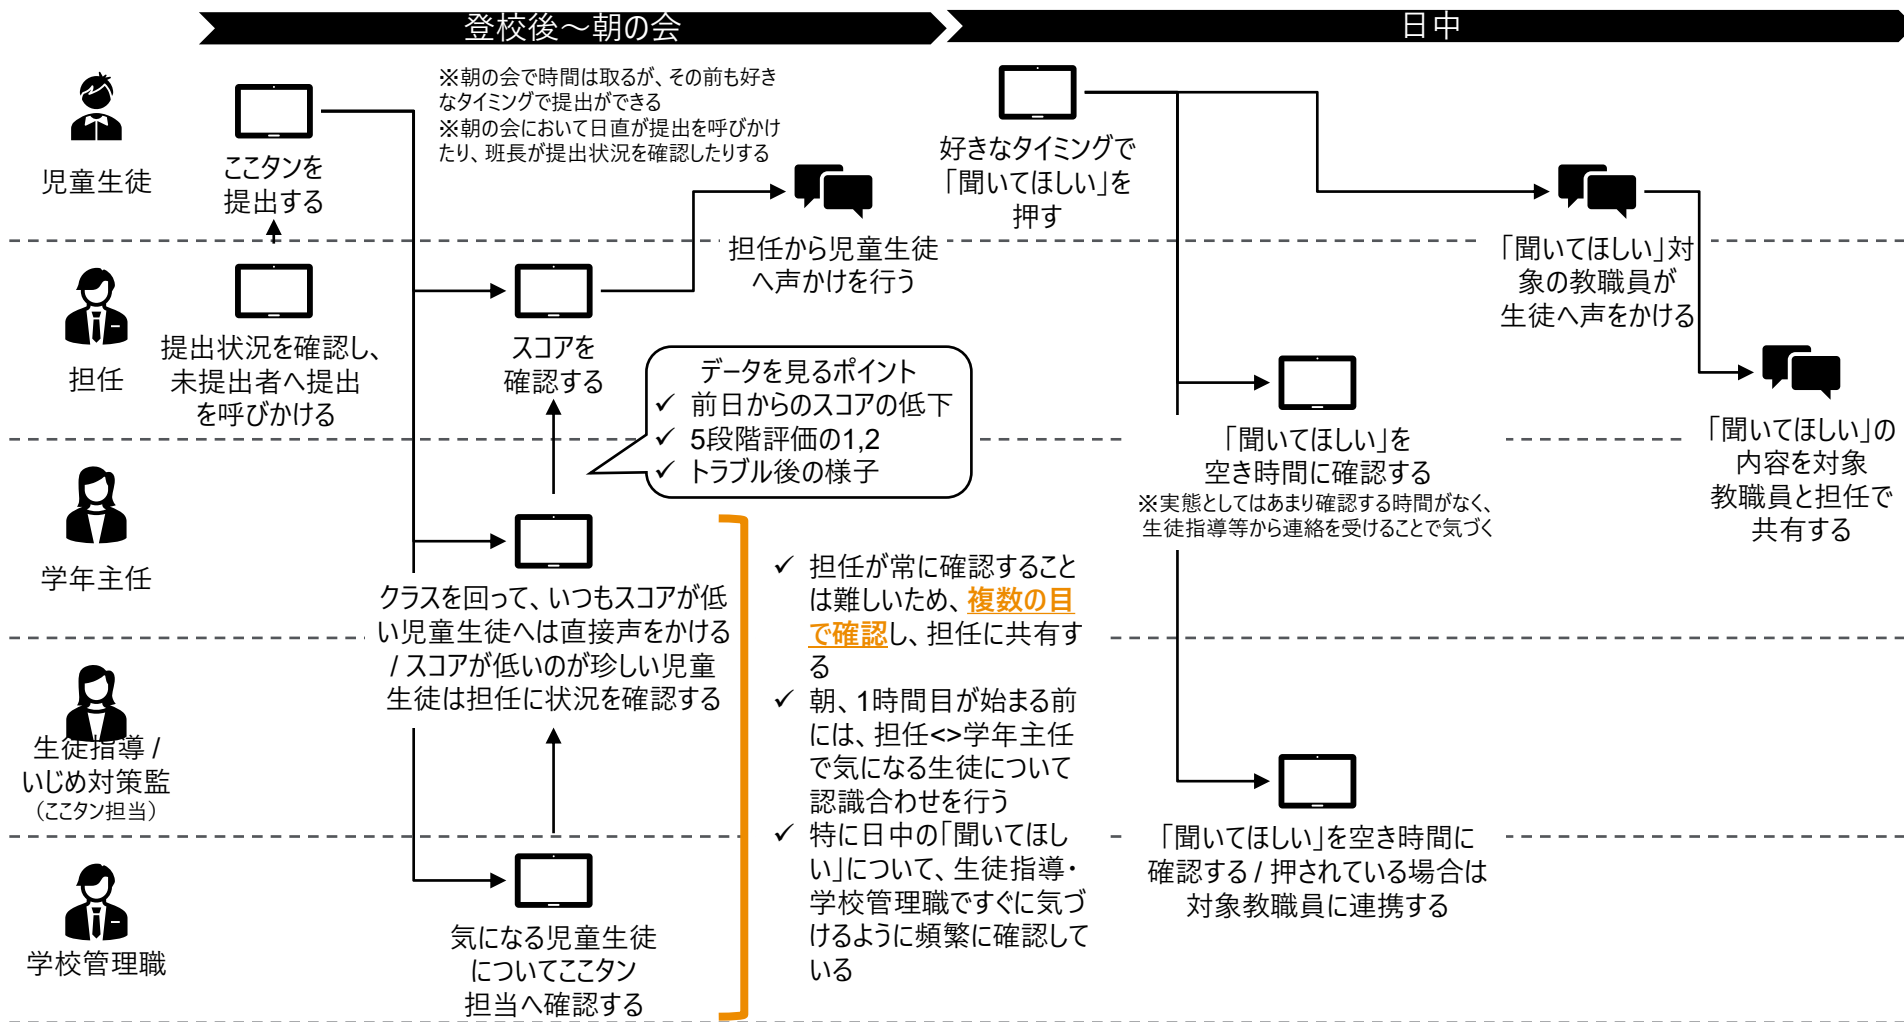 登校後～朝の会
日中
児童生徒
ここタンを
提出する
※朝の会で時間は取るが、その前も好き
なタイミングで提出ができる
※朝の会において日直が提出を呼びかけ
たり、班長が提出状況を確認したりする
担任から児童生徒
へ声かけを行う
好きなタイミングで
「聞いてほしい」を
押す
「聞いてほしい」対
象の教職員が
生徒へ声をかける
担任
提出状況を確認し、
未提出者へ提出
を呼びかける
スコアを
確認する
データを見るポイント
✓ 前日からのスコアの低下
✓ 5段階評価の1,2
✓ トラブル後の様子
「聞いてほしい」を
空き時間に確認する
※実態としてはあまり確認する時間がなく、
生徒指導等から連絡を受けることで気づく
「聞いてほしい」の
内容を対象
教職員と担任で
共有する
学年主任
クラスを回って、いつもスコアが低
い児童生徒へは直接声をかける
/ スコアが低いのが珍しい児童
生徒は担任に状況を確認する
✓ 担任が常に確認すること
は難しいため、複数の目
で確認し、担任に共有す
る
✓ 朝、1時間目が始まる前
には、担任<>学年主任
で気になる生徒について
認識合わせを行う
✓ 特に日中の「聞いてほし
い」について、生徒指導・
学校管理職ですぐに気づ
けるように頻繁に確認して
いる
生徒指導 /
いじめ対策監
（ここタン担当）
「聞いてほしい」を空き時間に
確認する / 押されている場合は
対象教職員に連携する
学校管理職
気になる児童生徒
についてここタン
担当へ確認する